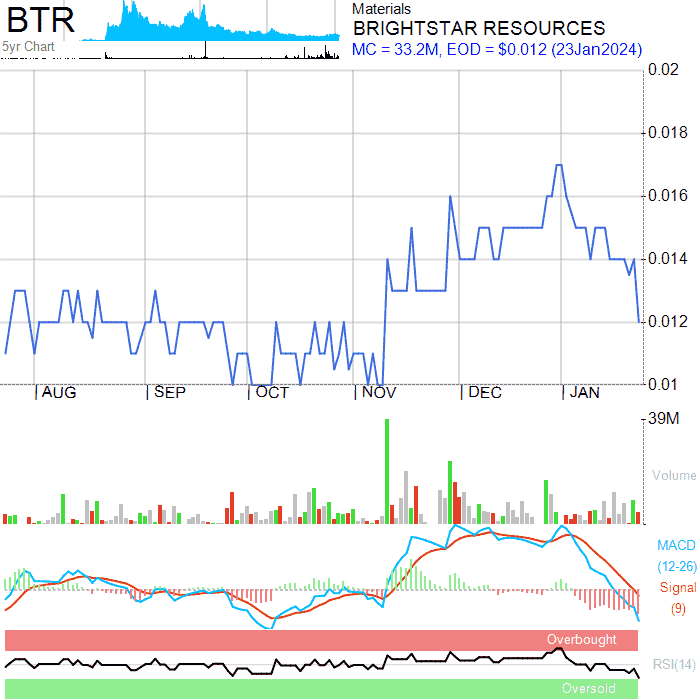 BTR
5yr Chart
Materials
BRIGHTSTAR RESOURCES
MC = 33.2M, EOD = $0.012 (23Jan2024)
0.02
0.018
0.016
0.014
0.012
0.01
AUG SEP OCT NOV DEC JAN
39M
Volume
MACD
(12-26)
Signal
(9)
Overbought
RSI(14)
Oversold